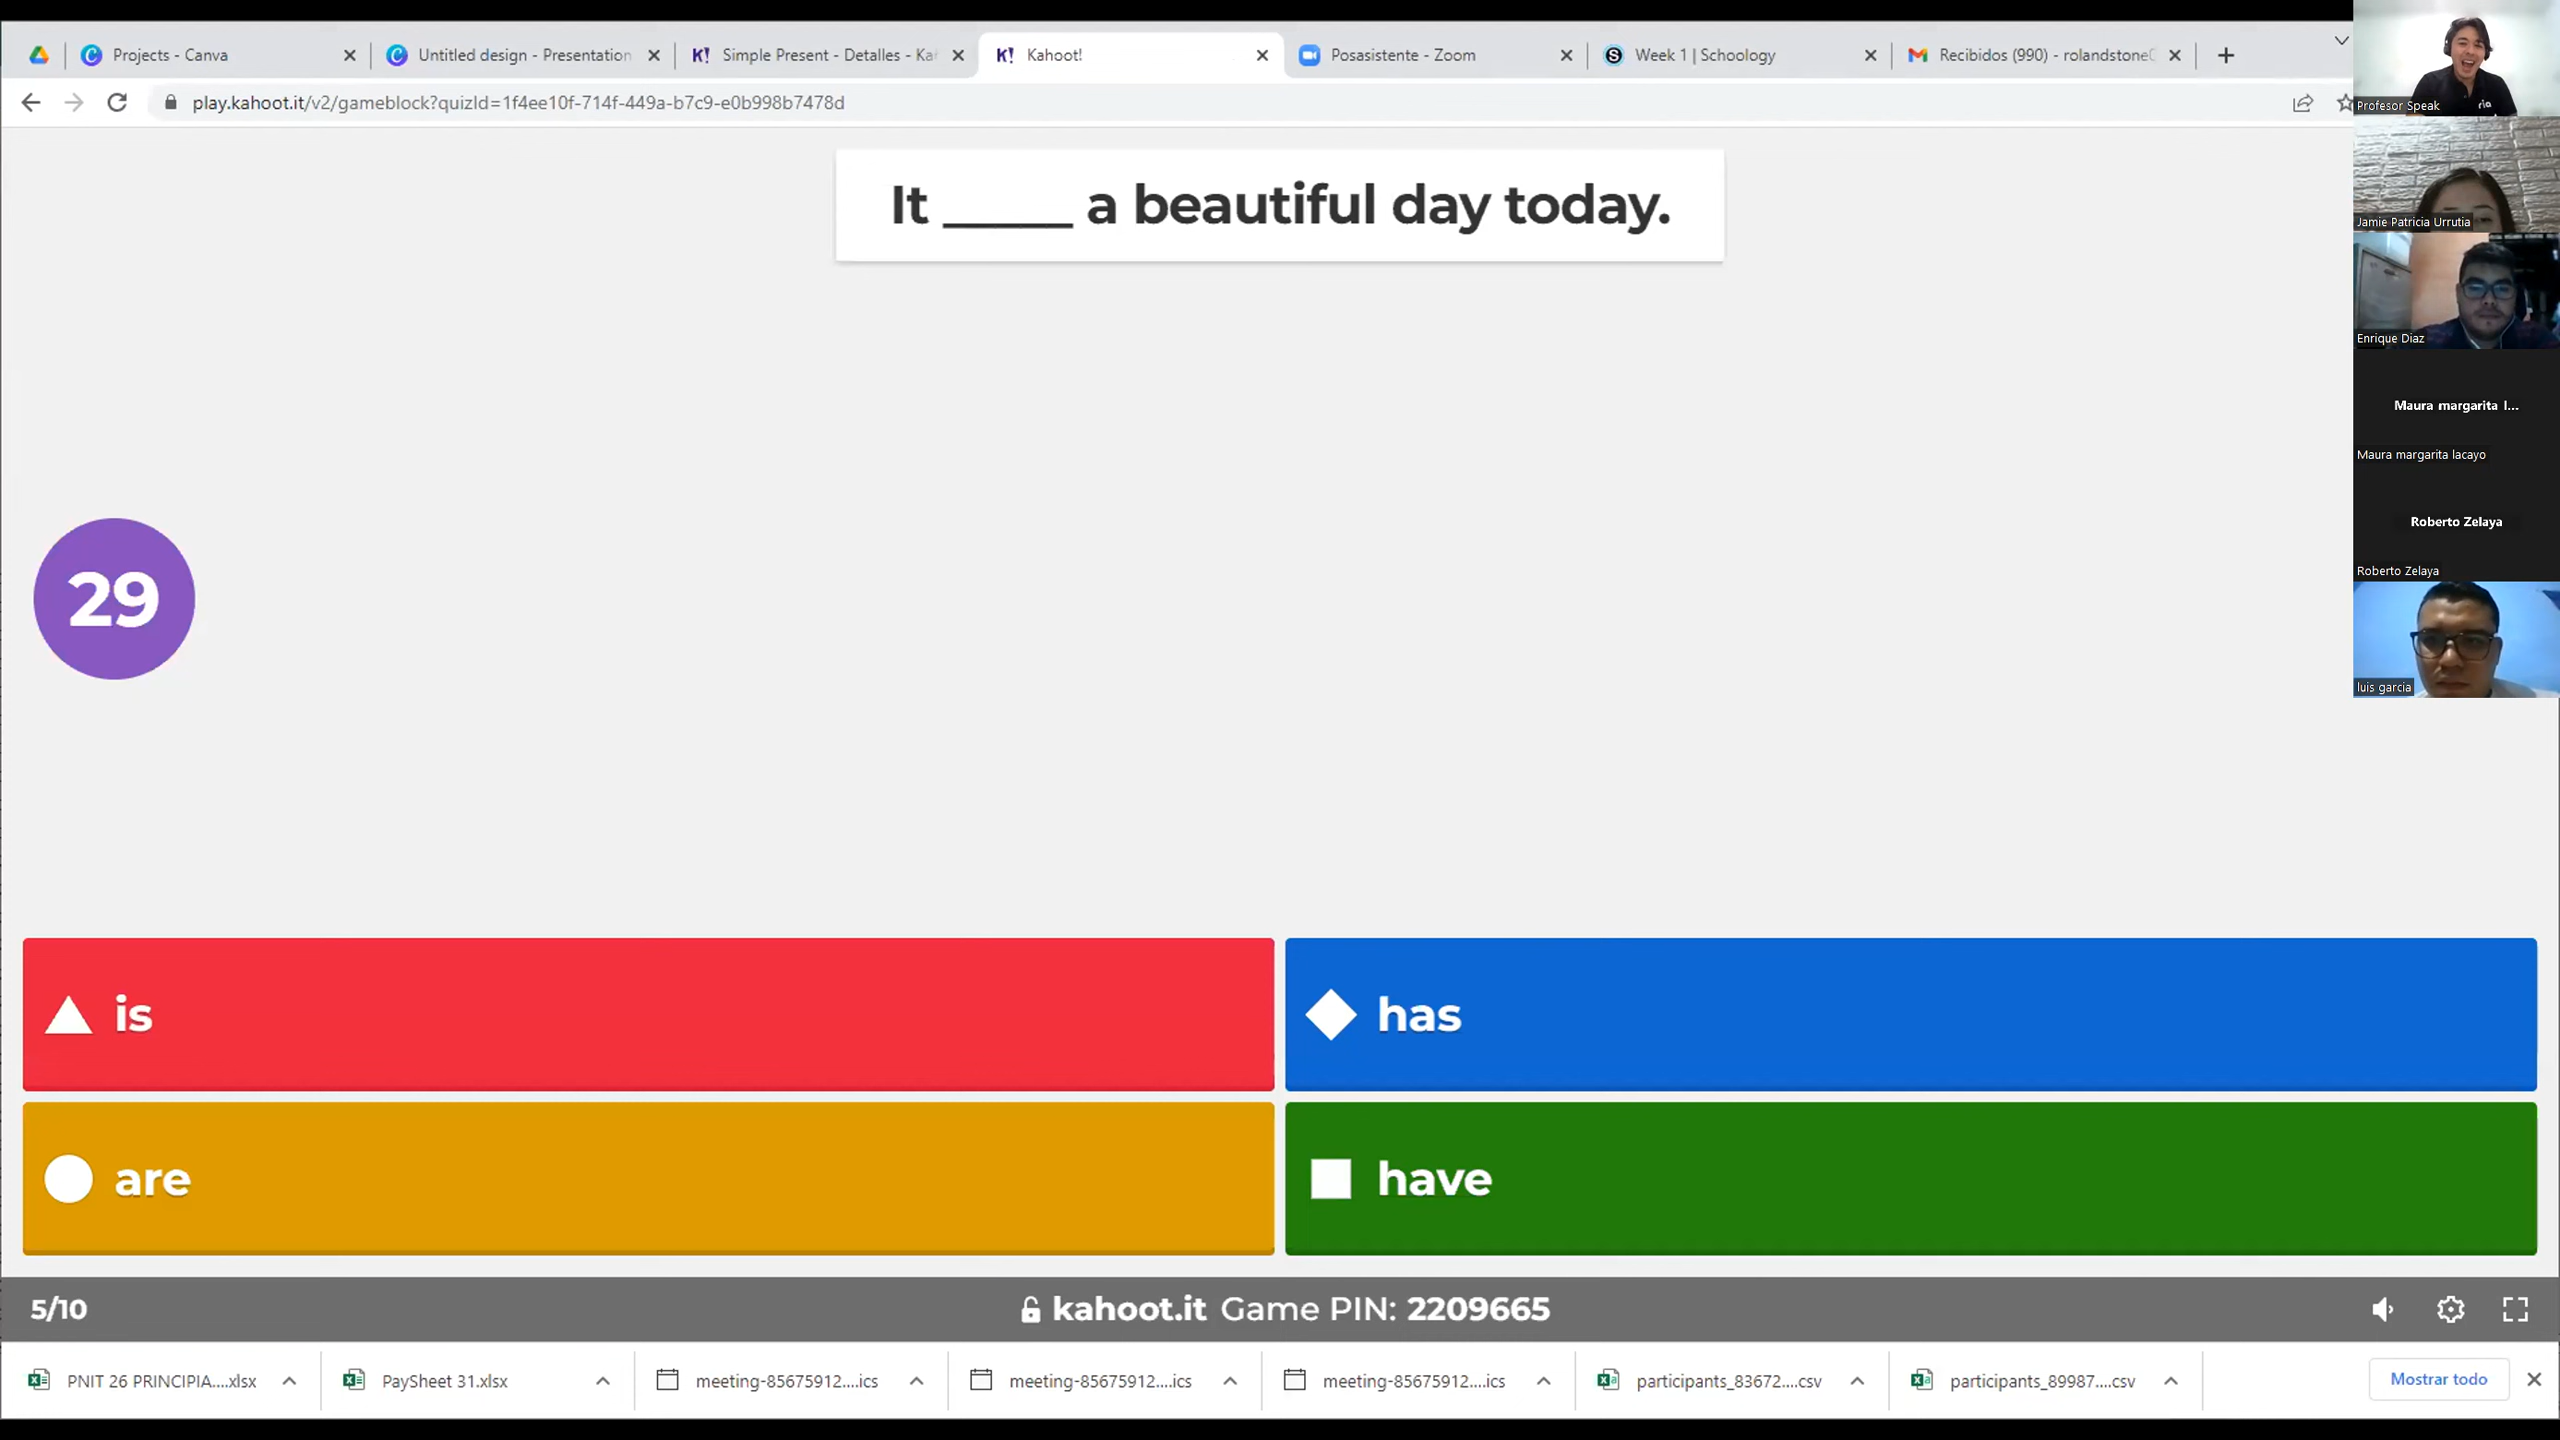 Projects - Canva
Untitled design - Presentation
Simple Present - Detalles - Ka
Kahoot!
Posasistente - Zoom
Week 1 | Schoology
Recibidos (990) - rolandstone
play.kahoot.it/v2/gameblock?quizId=1f4ee10f-714f-449a-b7c9-e0b998b7478d
It _____ a beautiful day today.
29
is
has
are
have
5/10
kahoot.it Game PIN: 2209665
PNIT 26 PRINCIPIA....xlsx
PaySheet 31.xlsx
meeting-85675912....ics
meeting-85675912....ics
meeting-85675912....ics
participants_83672....csv
participants_89987....csv
Mostrar todo
ria
Profesor Speak
Jamie Patricia Urrutia
Enrique Diaz
Maura margarita l...
Maura margarita lacayo
Roberto Zelaya
Roberto Zelaya
luis garcia